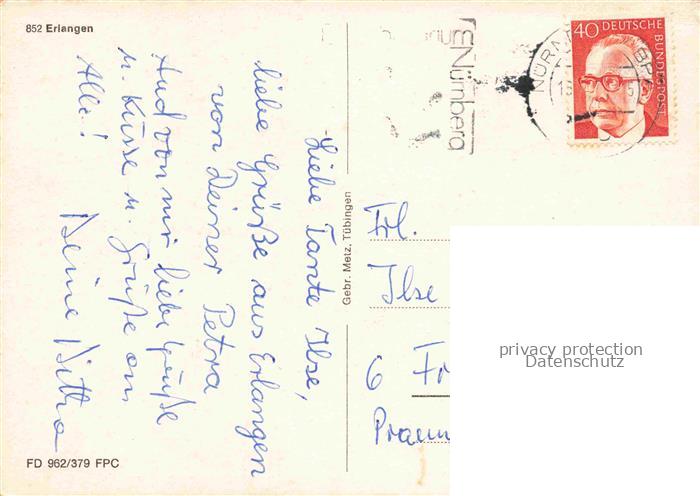 852 Erlangen
Liebe Tante Ilse,
liebe Grüße aus Erlangen
von Deiner Petra
Und von mir liebe Grüße
u. Küsse u. Grüße an
Alle!
Deine
FD 962/379 FPC
Gebr. Metz, Tübingen
Nürnberg
40 DEUTSCHE BUNDESPOST
Frl.
Ilse
6 Fr
privacy protection
Datenschutz